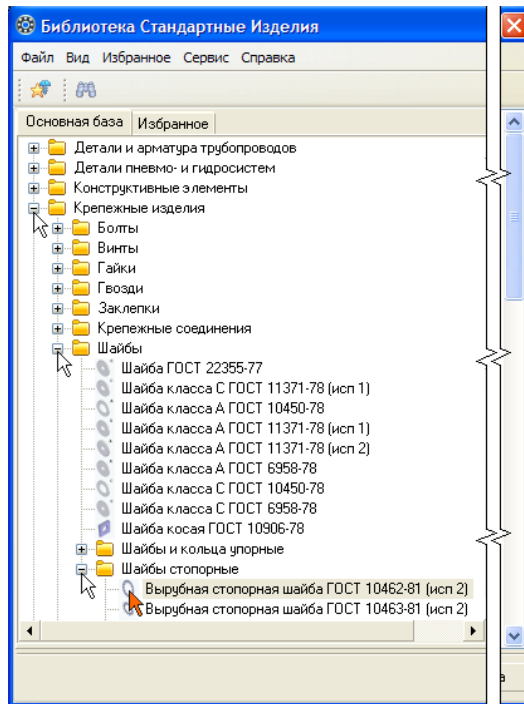 Библиотека Стандартные Изделия
Файл Вид Избранное Сервис Справка
Основная база Избранное
Детали и арматура трубопроводов
Детали пневмо- и гидросистем
Конструктивные элементы
Крепежные изделия
Болты
Винты
Гайки
Гвозди
Заклепки
Крепежные соединения
Шайбы
Шайба ГОСТ 22355-77
Шайба класса С ГОСТ 11371-78 (исп 1)
Шайба класса А ГОСТ 10450-78
Шайба класса А ГОСТ 11371-78 (исп 1)
Шайба класса А ГОСТ 11371-78 (исп 2)
Шайба класса А ГОСТ 6958-78
Шайба класса С ГОСТ 10450-78
Шайба класса С ГОСТ 6958-78
Шайба косая ГОСТ 10906-78
Шайбы и кольца упорные
Шайбы стопорные
Вырубная стопорная шайба ГОСТ 10462-81 (исп 2)
Вырубная стопорная шайба ГОСТ 10463-81 (исп 2)